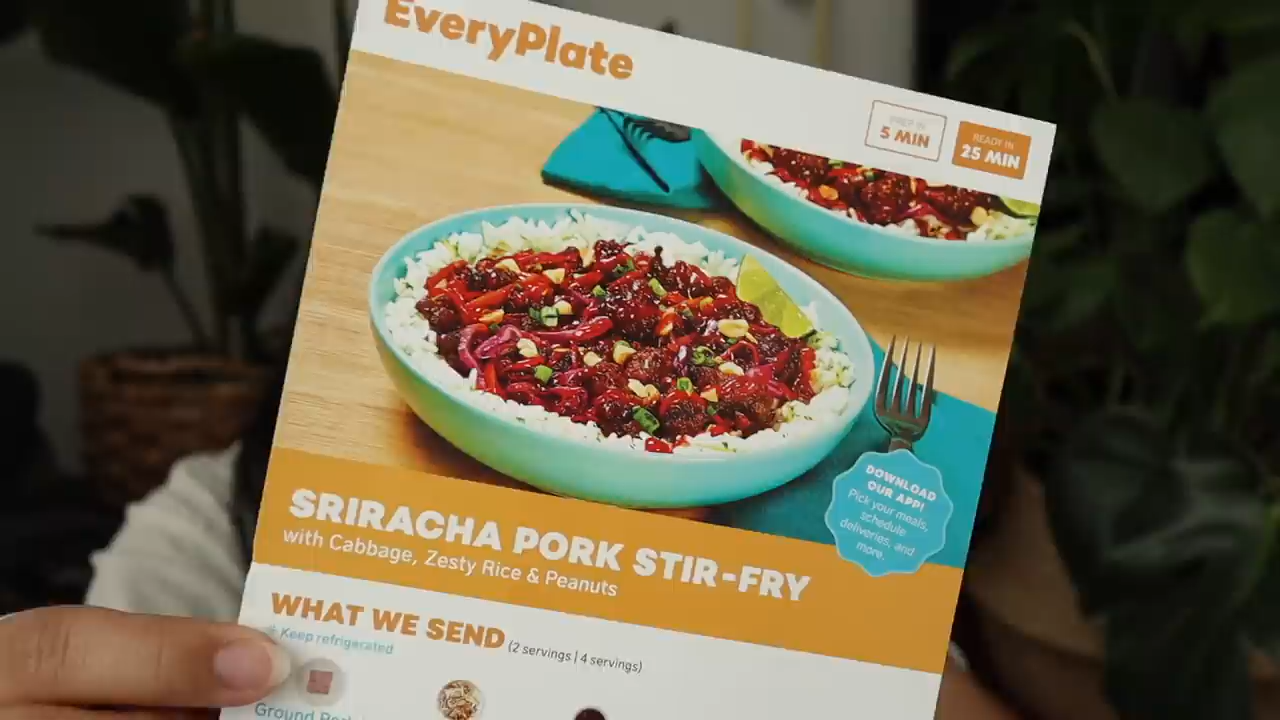 EveryPlate
PREP IN
5 MIN
READY IN
25 MIN
DOWNLOAD
OUR APP!
Pick your meals,
schedule
deliveries, and
more.
SRIRACHA PORK STIR-FRY
with Cabbage, Zesty Rice & Peanuts
WHAT WE SEND (2 servings | 4 servings)
* Keep refrigerated
Ground